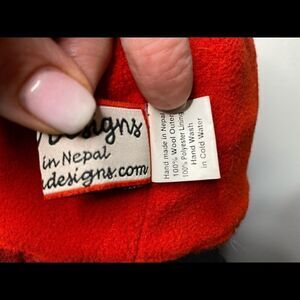 Designs
in Nepal
designs.com
Hand made in Nepal
100% Wool Outer
100% Polyester Lining
Hand Wash
in Cold Water